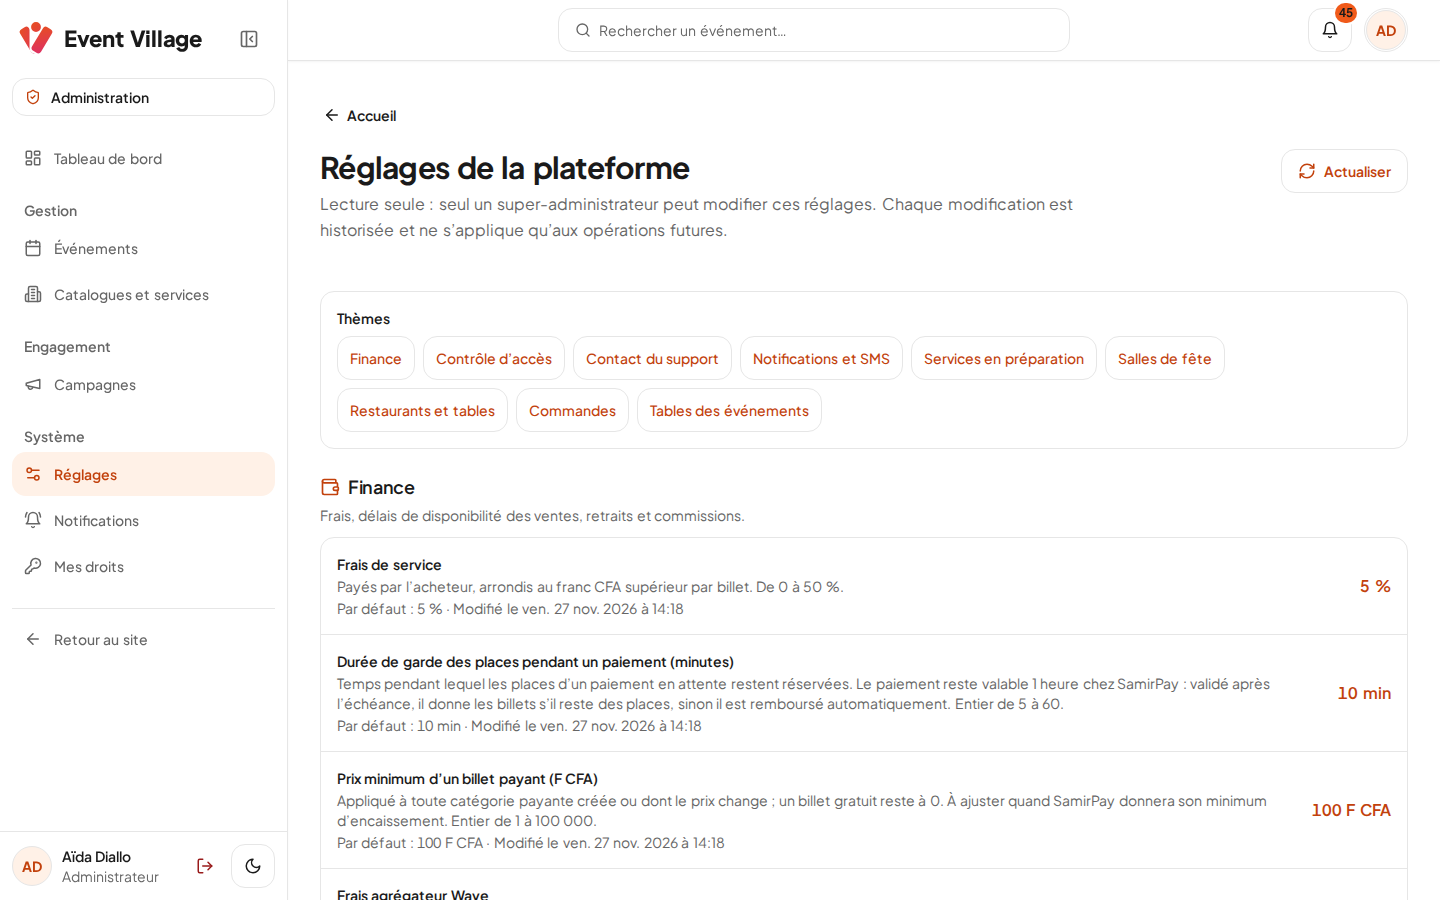 Event Village
Rechercher un événement…
45
AD
Administration
Tableau de bord
Gestion
Événements
Catalogues et services
Engagement
Campagnes
Système
Réglages
Notifications
Mes droits
Retour au site
AD
Aïda Diallo
Administrateur
Accueil
Réglages de la plateforme
Actualiser
Lecture seule : seul un super-administrateur peut modifier ces réglages. Chaque modification est
historisée et ne s’applique qu’aux opérations futures.
Thèmes
Finance
Contrôle d’accès
Contact du support
Notifications et SMS
Services en préparation
Salles de fête
Restaurants et tables
Commandes
Tables des événements
Finance
Frais, délais de disponibilité des ventes, retraits et commissions.
Frais de service
Payés par l’acheteur, arrondis au franc CFA supérieur par billet. De 0 à 50 %.
Par défaut : 5 % · Modifié le ven. 27 nov. 2026 à 14:18
5 %
Durée de garde des places pendant un paiement (minutes)
Temps pendant lequel les places d’un paiement en attente restent réservées. Le paiement reste valable 1 heure chez SamirPay : validé après
l’échéance, il donne les billets s’il reste des places, sinon il est remboursé automatiquement. Entier de 5 à 60.
Par défaut : 10 min · Modifié le ven. 27 nov. 2026 à 14:18
10 min
Prix minimum d’un billet payant (F CFA)
Appliqué à toute catégorie payante créée ou dont le prix change ; un billet gratuit reste à 0. À ajuster quand SamirPay donnera son minimum
d’encaissement. Entier de 1 à 100 000.
Par défaut : 100 F CFA · Modifié le ven. 27 nov. 2026 à 14:18
100 F CFA
Frais agrégateur Wave